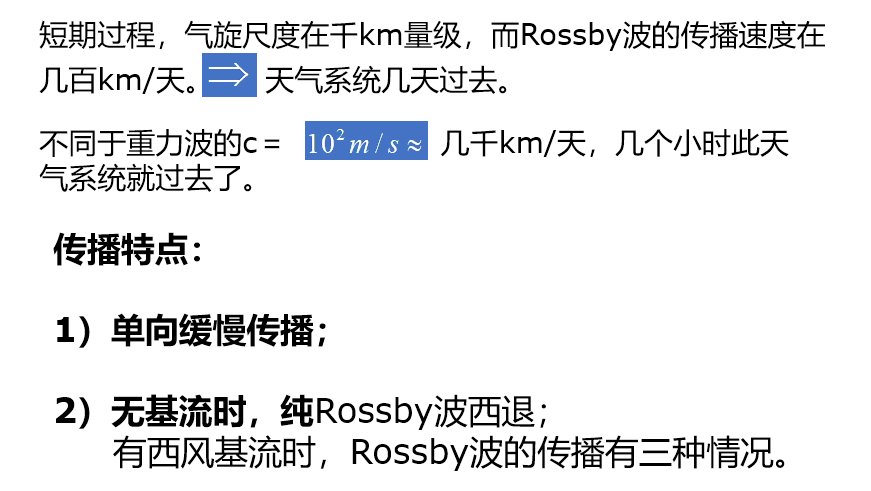 短期过程，气旋尺度在千km量级，而Rossby波的传播速度在
几百km/天。⇒ 天气系统几天过去。
不同于重力波的c＝ 10² m / s ≈ 几千km/天，几个小时此天
气系统就过去了。
传播特点：
1）单向缓慢传播；
2）无基流时，纯Rossby波西退；
有西风基流时，Rossby波的传播有三种情况。